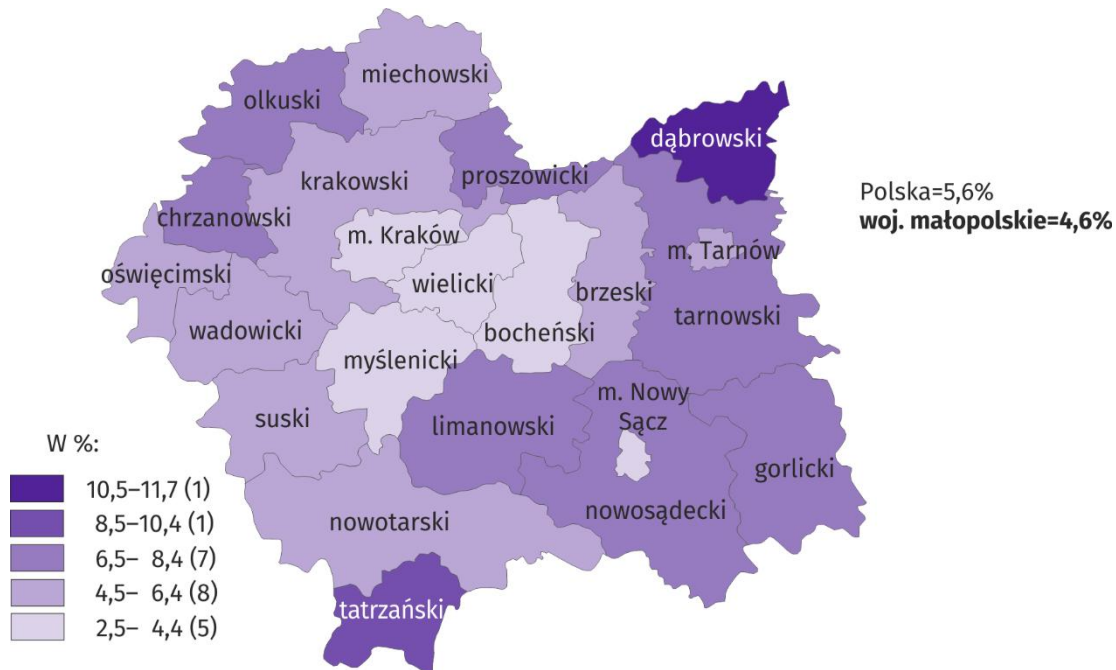 miechowski
olkuski
dąbrowski
proszowicki
krakowski
Polska=5,6%
chrzanowski
woj. małopolskie=4,6%
m. Kraków
m. Tarnów
oświęcimski
wielicki
brzeski
wadowicki
tarnowski
bocheński
myślenicki
m. Nowy
Sącz
suski
limanowski
gorlicki
nowosądecki
nowotarski
tatrzański
W %:
10,5–11,7 (1)
8,5–10,4 (1)
6,5– 8,4 (7)
4,5– 6,4 (8)
2,5– 4,4 (5)